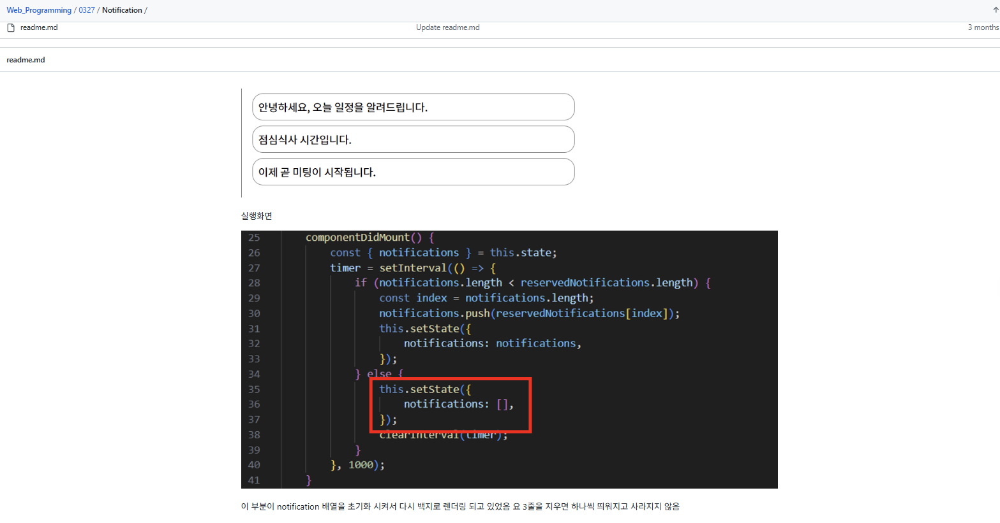 Web_Programming / 0327 / Notification /
readme.md Update readme.md 3 months
readme.md
안녕하세요, 오늘 일정을 알려드립니다.
점심식사 시간입니다.
이제 곧 미팅이 시작됩니다.
실행화면
25 componentDidMount() {
26 const { notifications } = this.state;
27 timer = setInterval(() => {
28 if (notifications.length < reservedNotifications.length) {
29 const index = notifications.length;
30 notifications.push(reservedNotifications[index]);
31 this.setState({
32 notifications: notifications,
33 });
34 } else {
35 this.setState({
36 notifications: [],
37 });
38 clearInterval(timer);
39 }
40 }, 1000);
41 }
이 부분이 notification 배열을 초기화 시켜서 다시 백지로 렌더링 되고 있었음 요 3줄을 지우면 하나씩 띄워지고 사라지지 않음